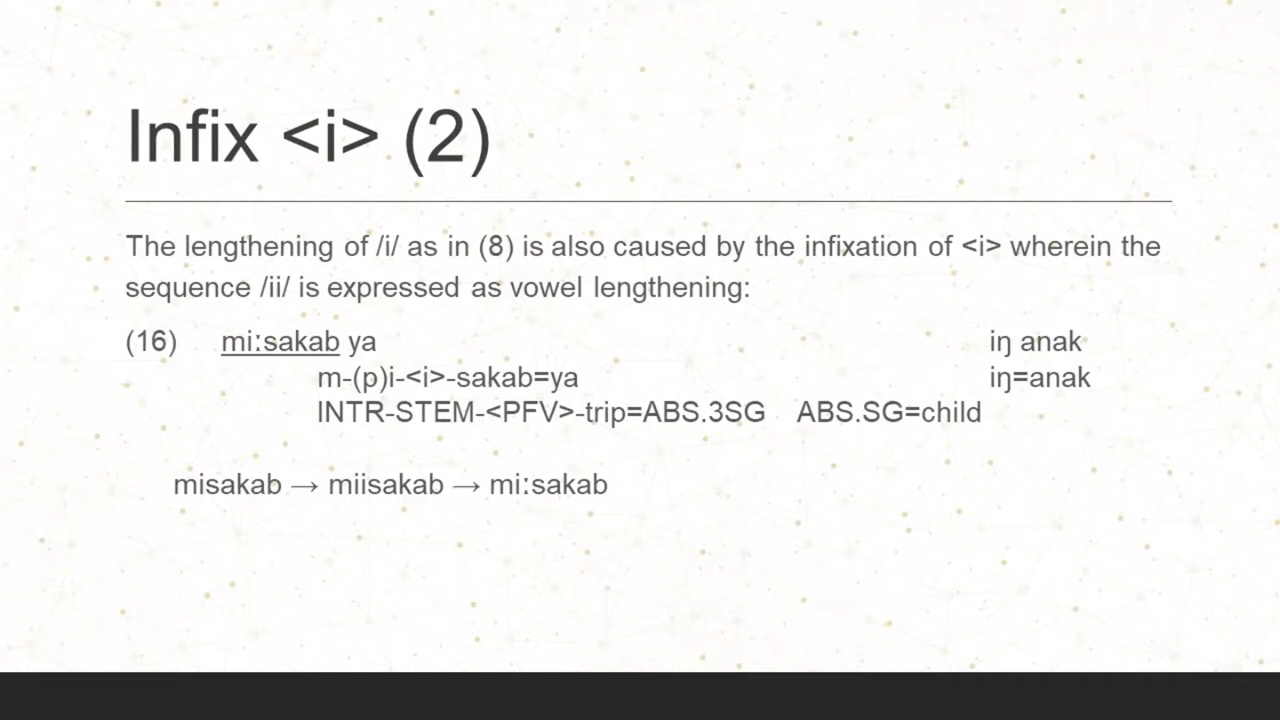 Infix <i> (2)
The lengthening of /i/ as in (8) is also caused by the infixation of <i> wherein the
sequence /ii/ is expressed as vowel lengthening:
(16) miːsakab ya iŋ anak
m-(p)i-<i>-sakab=ya iŋ=anak
INTR-STEM-<PFV>-trip=ABS.3SG ABS.SG=child
misakab → miisakab → miːsakab